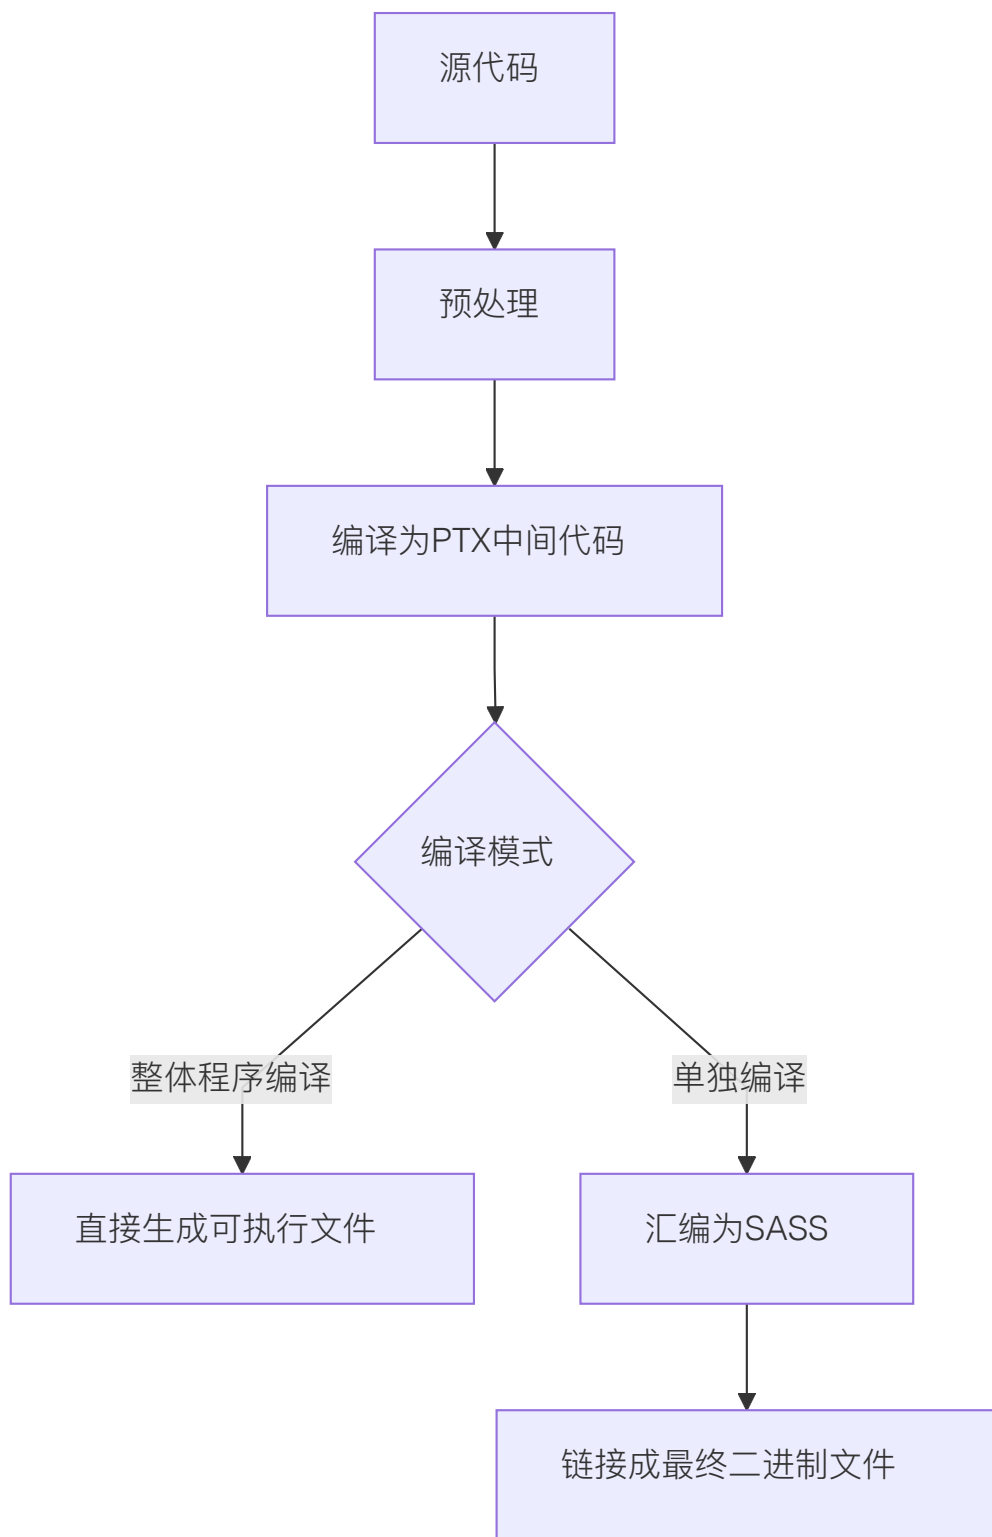 源代码
预处理
编译为PTX中间代码
编译模式
整体程序编译
单独编译
直接生成可执行文件
汇编为SASS
链接成最终二进制文件